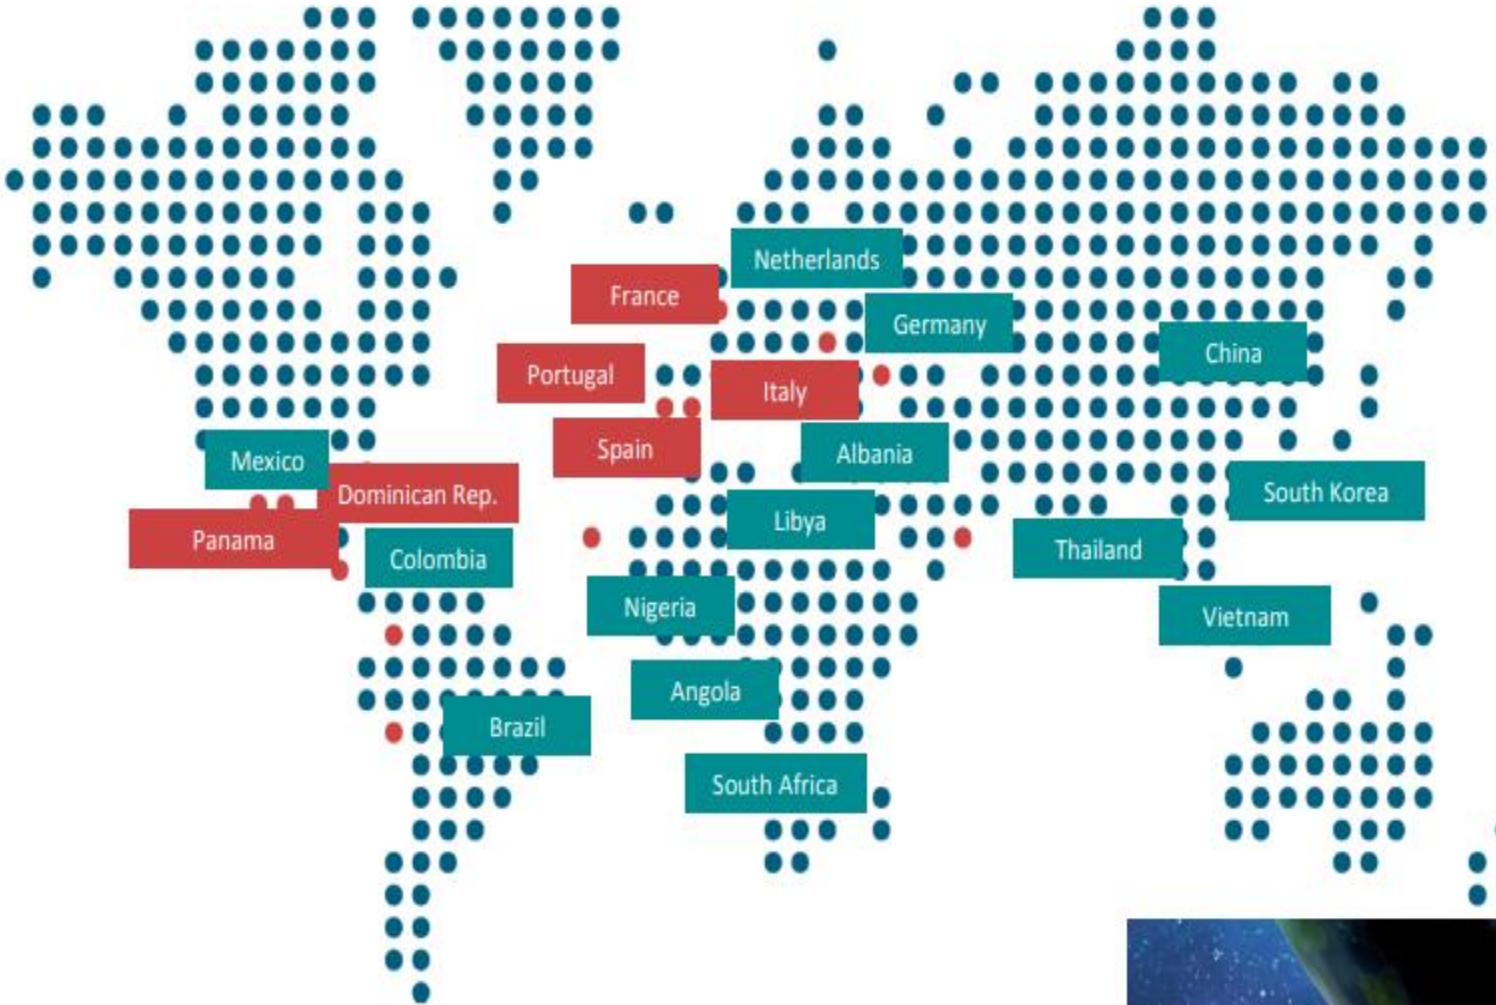 Netherlands
France
Germany
China
Portugal
Italy
Spain
Albania
Mexico
Dominican Rep.
South Korea
Libya
Panama
Thailand
Colombia
Nigeria
Vietnam
Angola
Brazil
South Africa